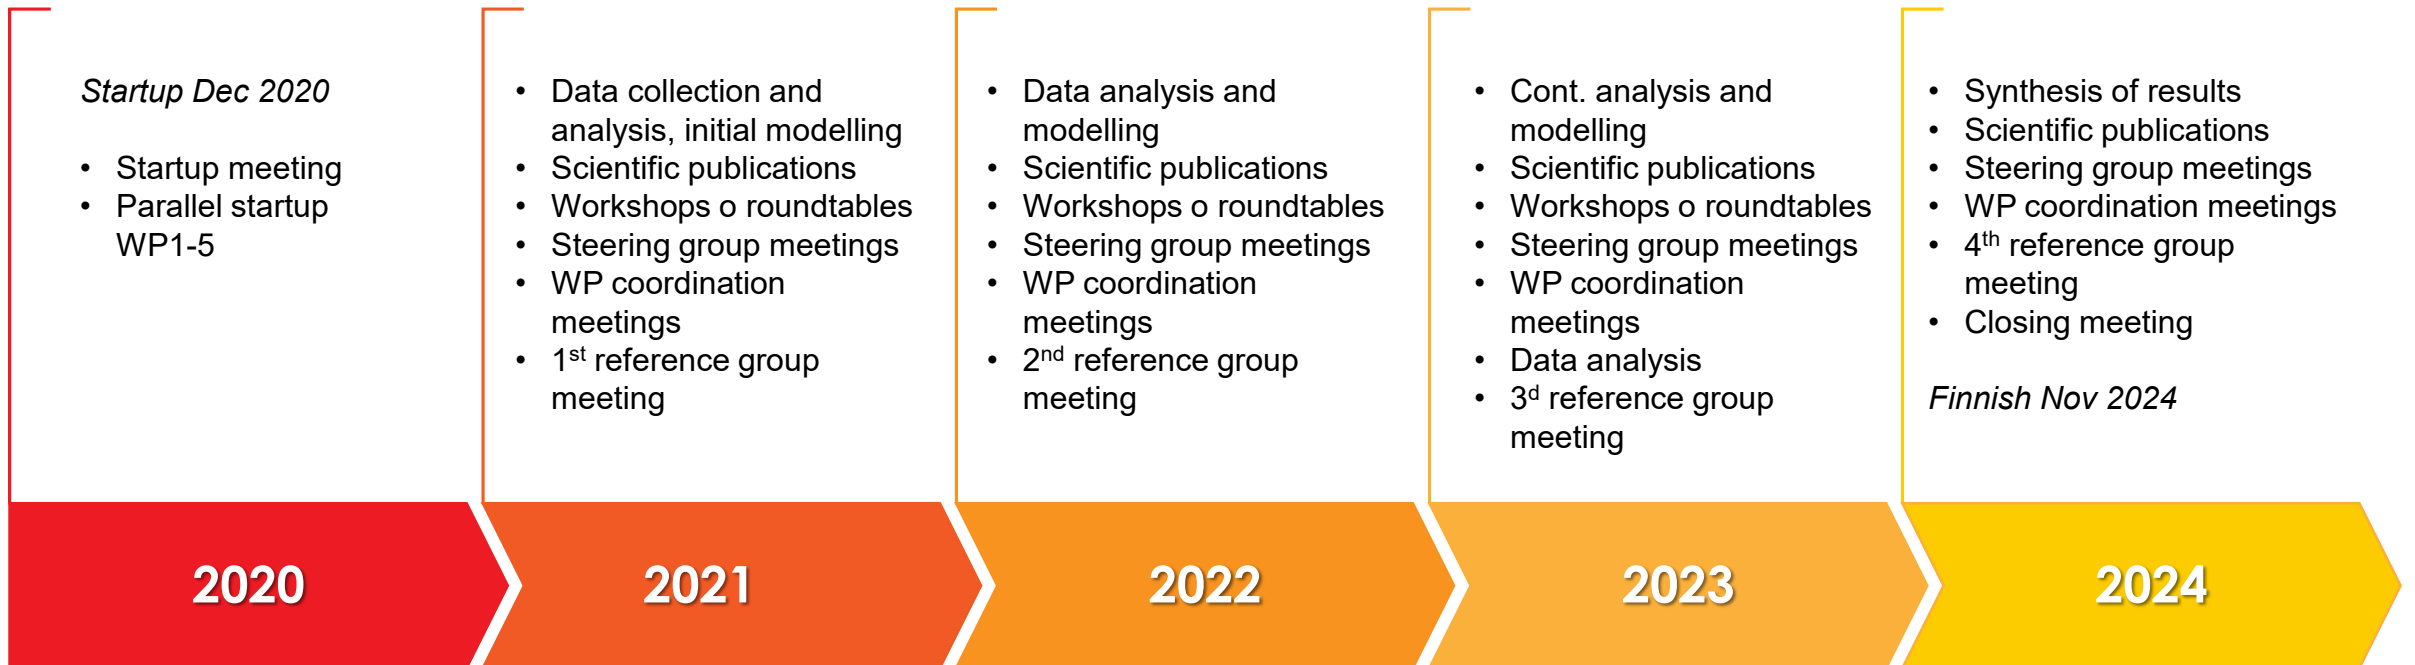 Startup Dec 2020
• Startup meeting
• Parallel startup
WP1-5
• Data collection and
analysis, initial modelling
• Scientific publications
• Workshops o roundtables
• Steering group meetings
• WP coordination
meetings
• 1st reference group
meeting
• Data analysis and
modelling
• Scientific publications
• Workshops o roundtables
• Steering group meetings
• WP coordination
meetings
• 2nd reference group
meeting
• Cont. analysis and
modelling
• Scientific publications
• Workshops o roundtables
• Steering group meetings
• WP coordination
meetings
• Data analysis
• 3d reference group
meeting
• Synthesis of results
• Scientific publications
• Steering group meetings
• WP coordination meetings
• 4th reference group
meeting
• Closing meeting
Finnish Nov 2024
2020
2021
2022
2023
2024